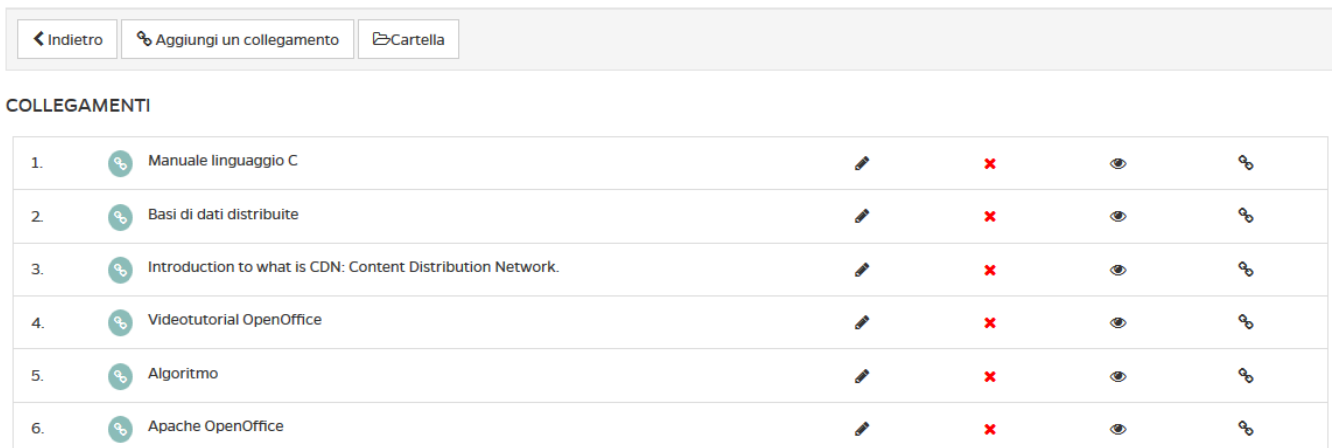 Indietro Aggiungi un collegamento Cartella
COLLEGAMENTI
1. Manuale linguaggio C
2. Basi di dati distribuite
3. Introduction to what is CDN: Content Distribution Network.
4. Videotutorial OpenOffice
5. Algoritmo
6. Apache OpenOffice